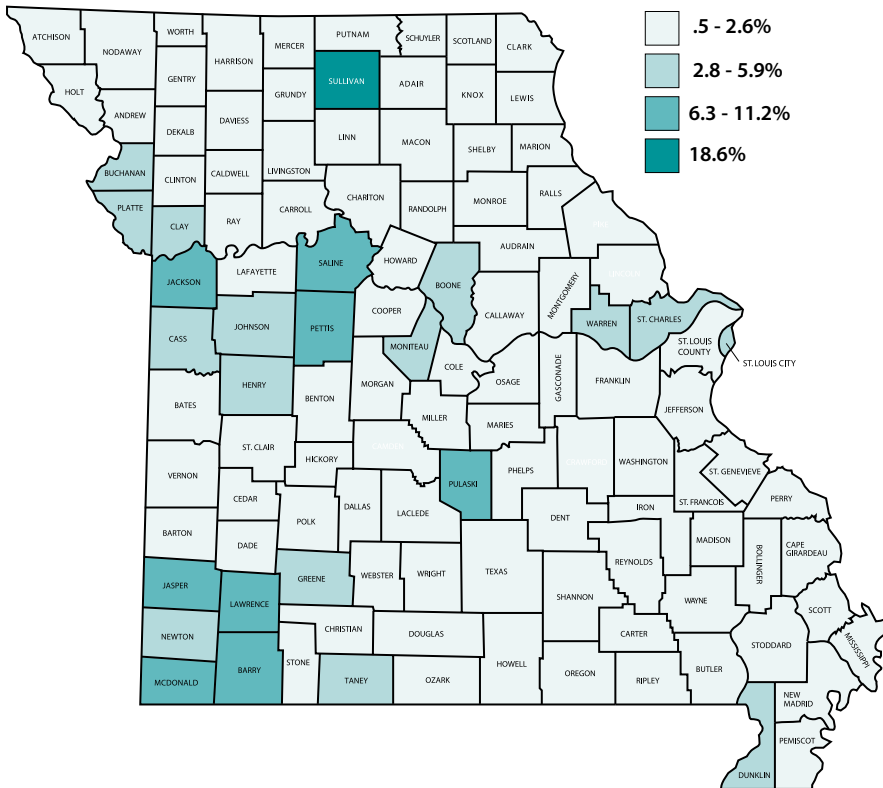 ATCHISON
NODAWAY
WORTH
HARRISON
MERCER
PUTNAM
SCHUYLER
SCOTLAND
CLARK
.5 - 2.6%
2.8 - 5.9%
6.3 - 11.2%
18.6%
HOLT
GENTRY
SULLIVAN
ADAIR
KNOX
LEWIS
ANDREW
GRUNDY
DEKALB
DAVIESS
LINN
MACON
SHELBY
MARION
BUCHANAN
CLINTON
CALDWELL
LIVINGSTON
PLATTE
CLAY
RAY
CARROLL
CHARITON
RANDOLPH
MONROE
RALLS
PIKE
AUDRAIN
JACKSON
LAFAYETTE
SALINE
HOWARD
BOONE
CALLAWAY
MONTGOMERY
LINCOLN
WARREN
ST. CHARLES
CASS
JOHNSON
PETTIS
COOPER
MONITEAU
COLE
OSAGE
GASCONADE
FRANKLIN
ST. LOUIS
COUNTY
ST. LOUIS CITY
BATES
HENRY
BENTON
MORGAN
MILLER
MARIES
JEFFERSON
ST. CLAIR
HICKORY
CAMDEN
VERNON
CEDAR
PULASKI
PHELPS
CRAWFORD
WASHINGTON
ST. GENEVIEVE
ST. FRANCOIS
PERRY
BARTON
DADE
POLK
DALLAS
LACLEDE
DENT
IRON
MADISON
BOLLINGER
CAPE
GIRARDEAU
JASPER
LAWRENCE
GREENE
WEBSTER
WRIGHT
TEXAS
SHANNON
REYNOLDS
WAYNE
SCOTT
NEWTON
CHRISTIAN
DOUGLAS
CARTER
STODDARD
MISSISSIPPI
MCDONALD
BARRY
STONE
TANEY
OZARK
HOWELL
OREGON
RIPLEY
BUTLER
NEW
MADRID
PEMISCOT
DUNKLIN